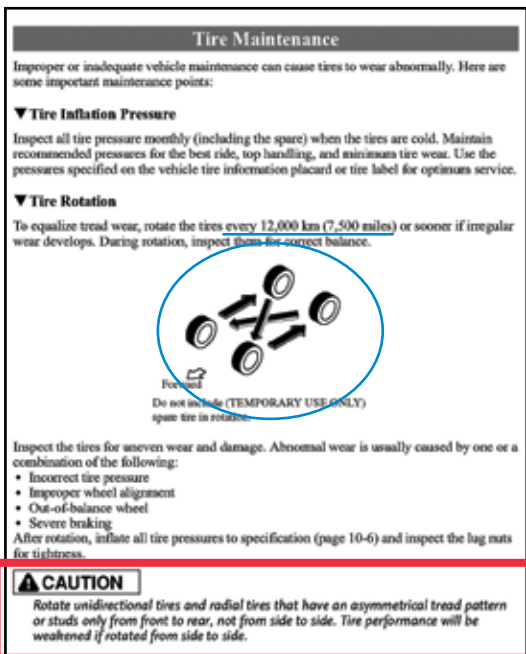 Tire Maintenance
Improper or inadequate vehicle maintenance can cause tires to wear abnormally. Here are
some important maintenance points:
▼Tire Inflation Pressure
Inspect all tire pressure monthly (including the spare) when the tires are cold. Maintain
recommended pressures for the best ride, top handling, and minimum tire wear. Use the
pressures specified on the vehicle tire information placard or tire label for optimum service.
▼Tire Rotation
To equalize tread wear, rotate the tires every 12,000 km (7,500 miles) or sooner if irregular
wear develops. During rotation, inspect them for correct balance.
Forward
Do not include (TEMPORARY USE ONLY)
spare tire in rotation.
Inspect the tires for uneven wear and damage. Abnormal wear is usually caused by one or a
combination of the following:
• Incorrect tire pressure
• Improper wheel alignment
• Out-of-balance wheel
• Severe braking
After rotation, inflate all tire pressures to specification (page 10-6) and inspect the lug nuts
for tightness.
CAUTION
Rotate unidirectional tires and radial tires that have an asymmetrical tread pattern
or studs only from front to rear, not from side to side. Tire performance will be
weakened if rotated from side to side.